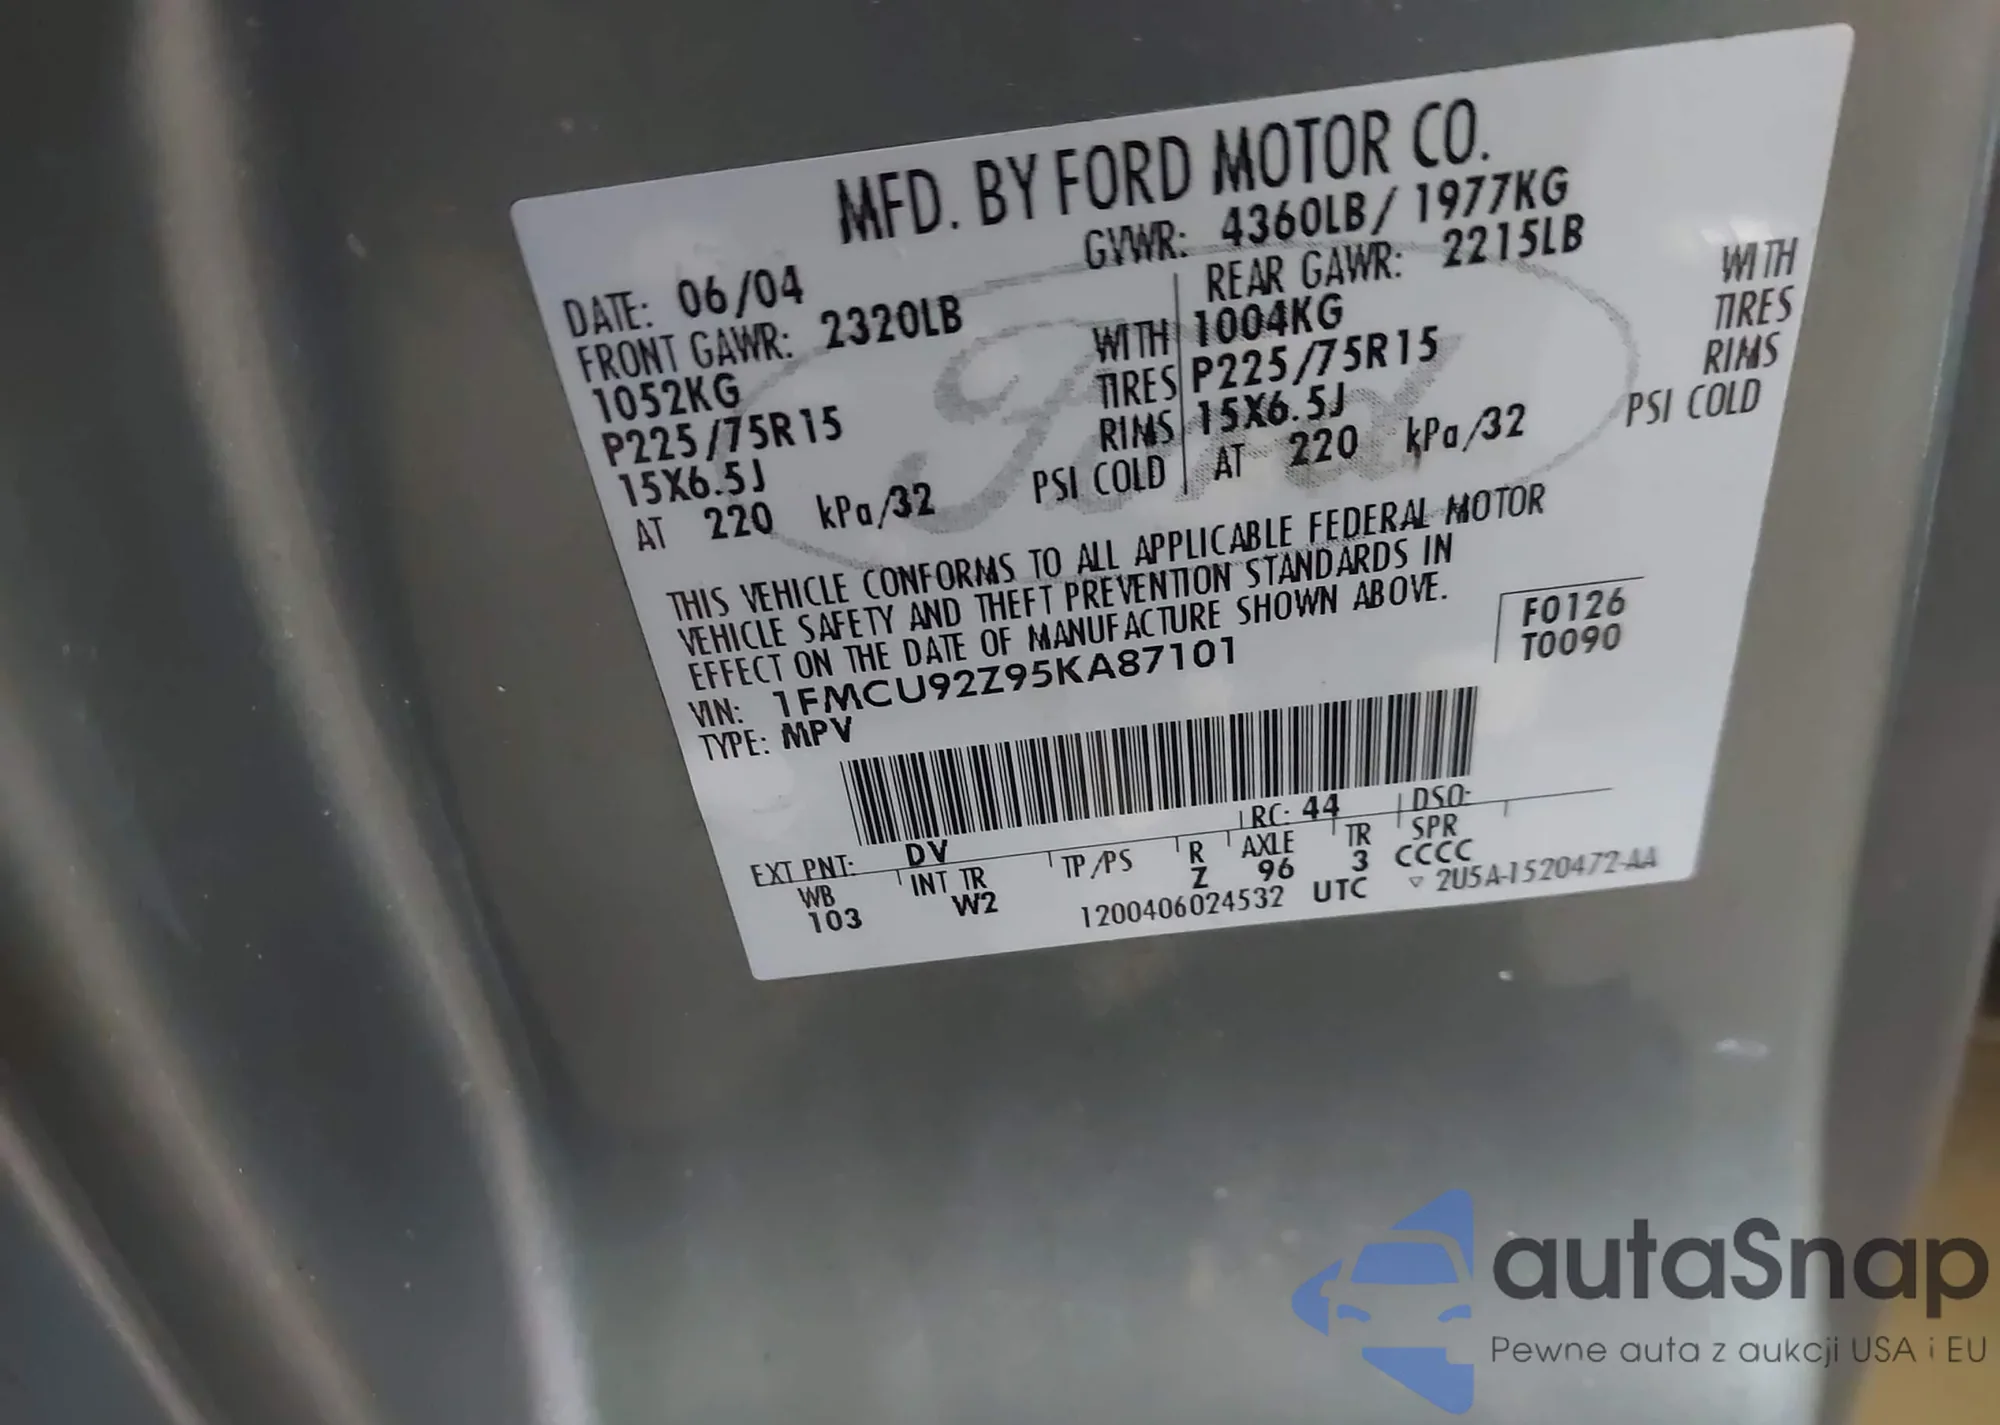 MFD. BY FORD MOTOR CO.
DATE: 06/04 GVWR: 4360LB/ 1977KG
FRONT GAWR: 2320LB REAR GAWR: 2215LB
1052KG WITH 1004KG WITH
P225/75R15 TIRES P225/75R15 TIRES
15X6.5J RIMS 15X6.5J RIMS
AT 220 kPa/32 PSI COLD AT 220 kPa/32 PSI COLD
THIS VEHICLE CONFORMS TO ALL APPLICABLE FEDERAL MOTOR
VEHICLE SAFETY AND THEFT PREVENTION STANDARDS IN
EFFECT ON THE DATE OF MANUFACTURE SHOWN ABOVE.
VIN: 1FMCU92Z95KA87101
TYPE: MPV
F0126
T0090
EXT PNT: DV RC: 44 DSO:
WB INT TR TP/PS R AXLE TR SPR
103 W2 Z 96 3 CCCC
1200406024532 UTC ▽ 2U5A-1520472-AA
Ford
autaSnap
Pewne auta z aukcji USA i EU